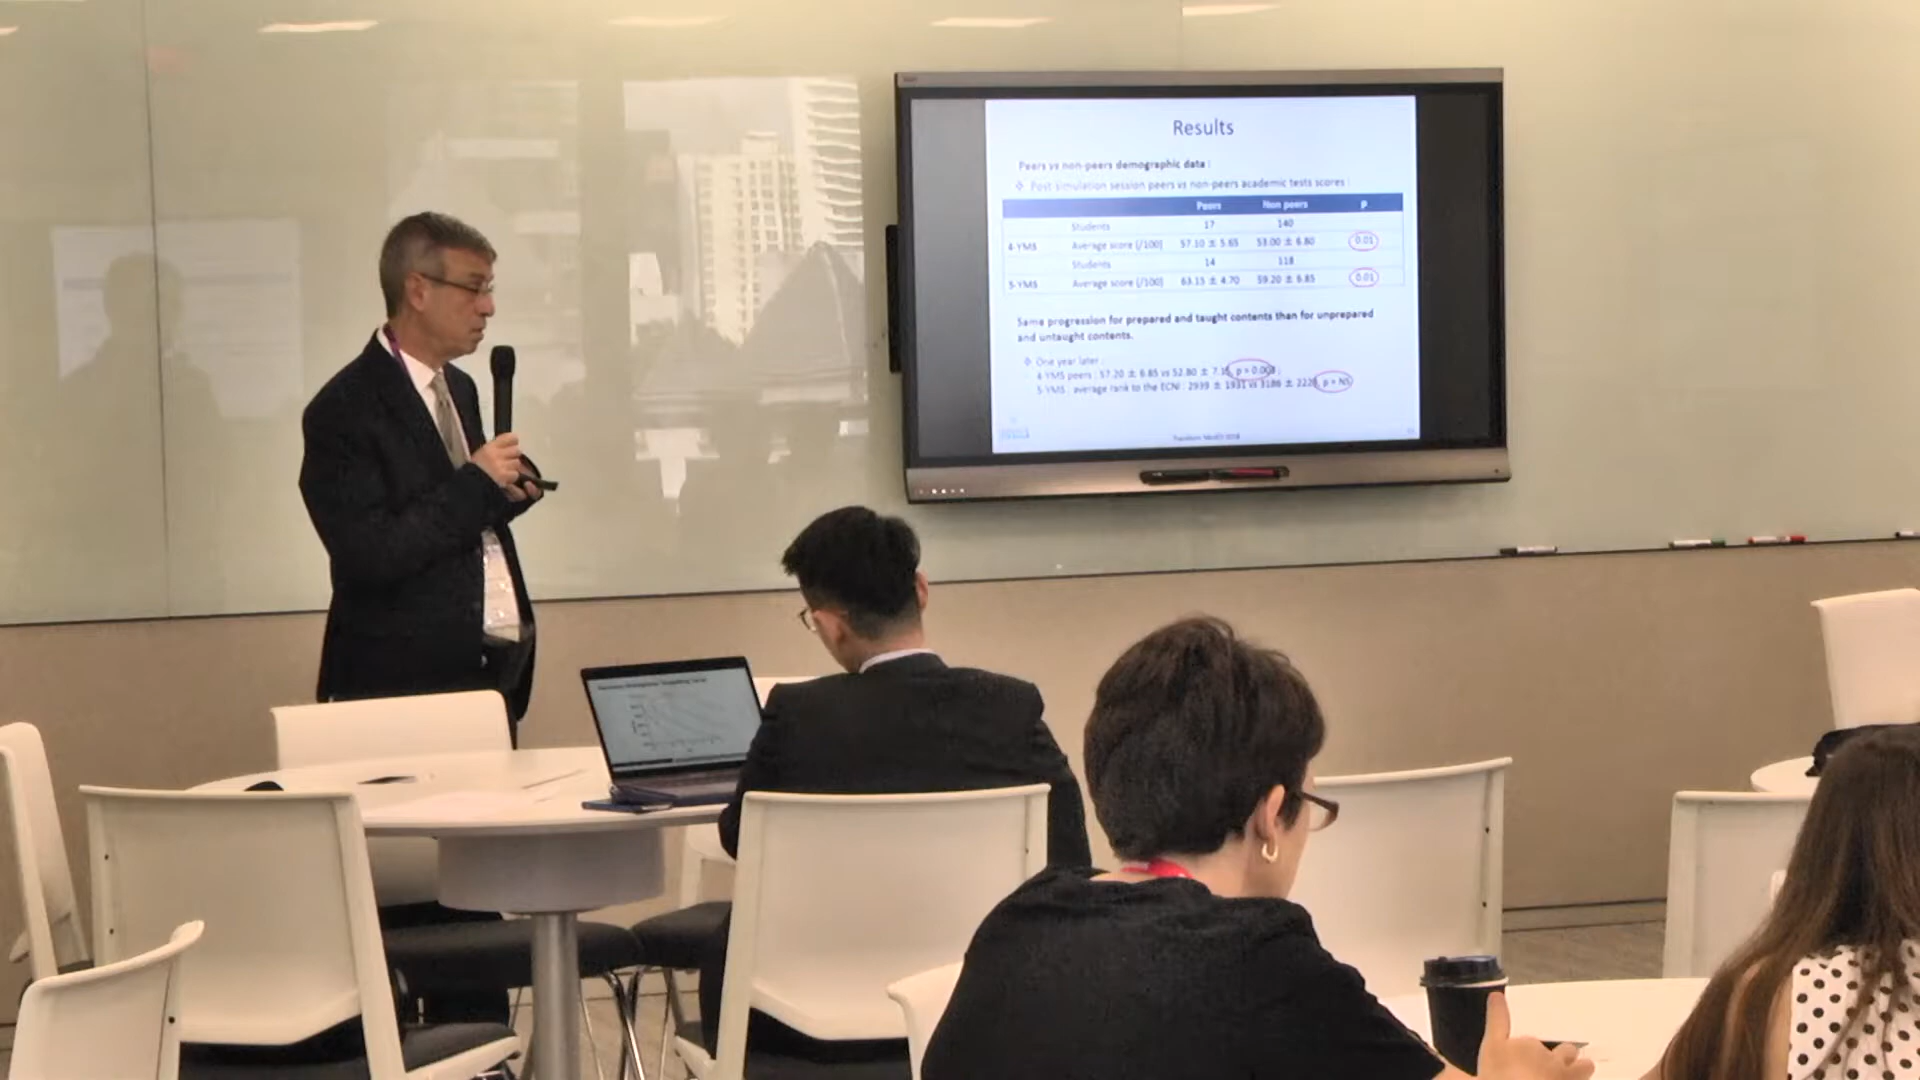 Results
Peers vs non-peers demographic data :
Post simulation session peers vs non-peers academic tests scores :
Peers Non peers p
Students 17 140
4-YMS Average score (/100) 57.10 ± 5.65 53.00 ± 6.80 0.01
Students 14 118
5-YMS Average score (/100) 63.15 ± 4.70 59.20 ± 6.85 0.01
Same progression for prepared and taught contents than for unprepared
and untaught contents.
One year later :
4-YMS peers : 57.20 ± 6.85 vs 52.80 ± 7.15, p > 0.008 ;
5-YMS : average rank to the ECNi : 2939 ± 1931 vs 3186 ± 2228, p > NS